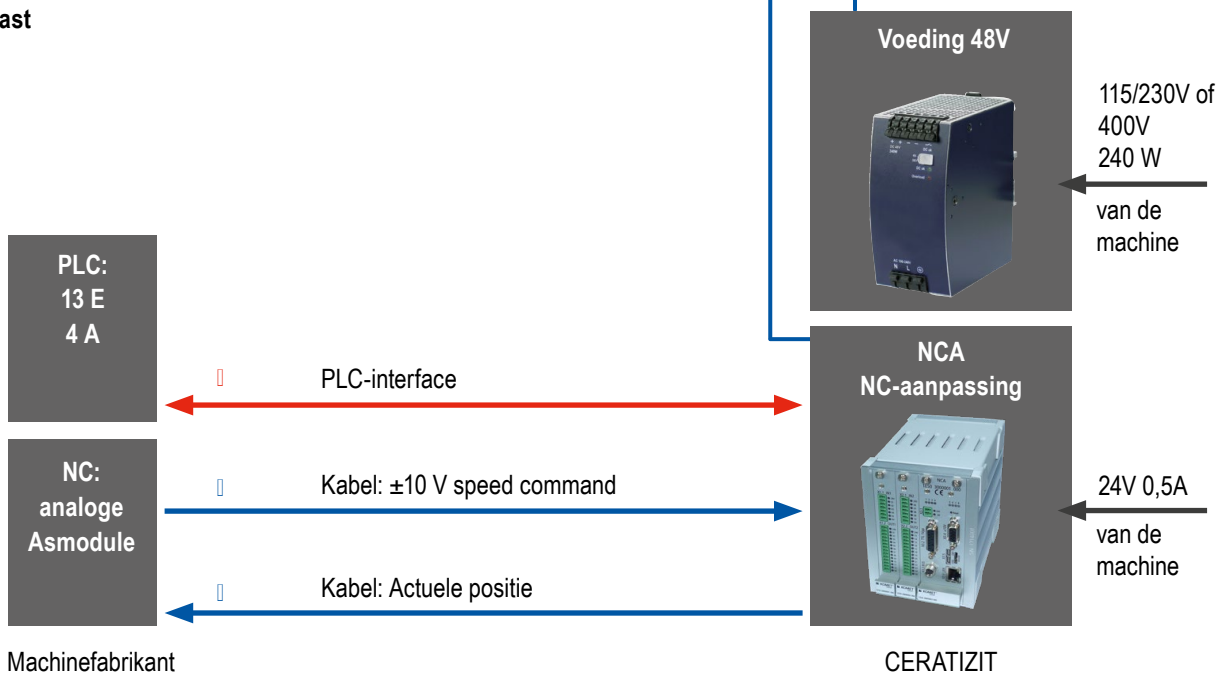 ast
Voeding 48V
115/230V of
400V
240 W
van de
machine
PLC:
13 E
4 A
NCA
NC-aanpassing
PLC-interface
NC:
analoge
Asmodule
Kabel: ±10 V speed command
24V 0,5A
van de
machine
Kabel: Actuele positie
Machinefabrikant
CERATIZIT